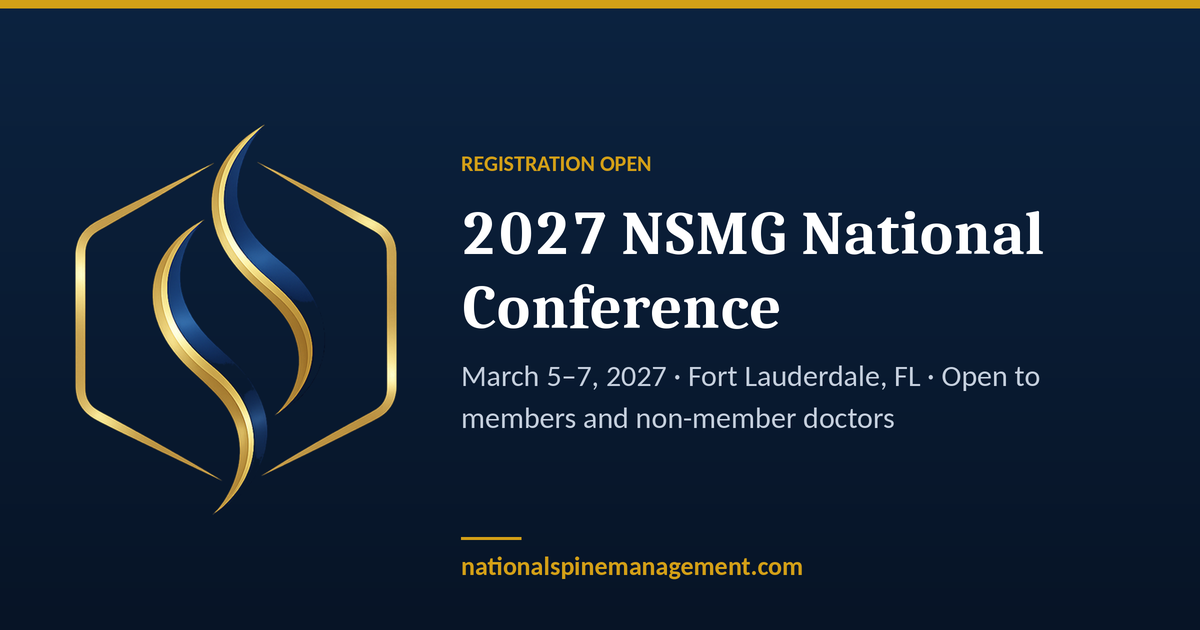 REGISTRATION OPEN
2027 NSMG National
Conference
March 5–7, 2027 · Fort Lauderdale, FL · Open to
members and non-member doctors
nationalspinemanagement.com